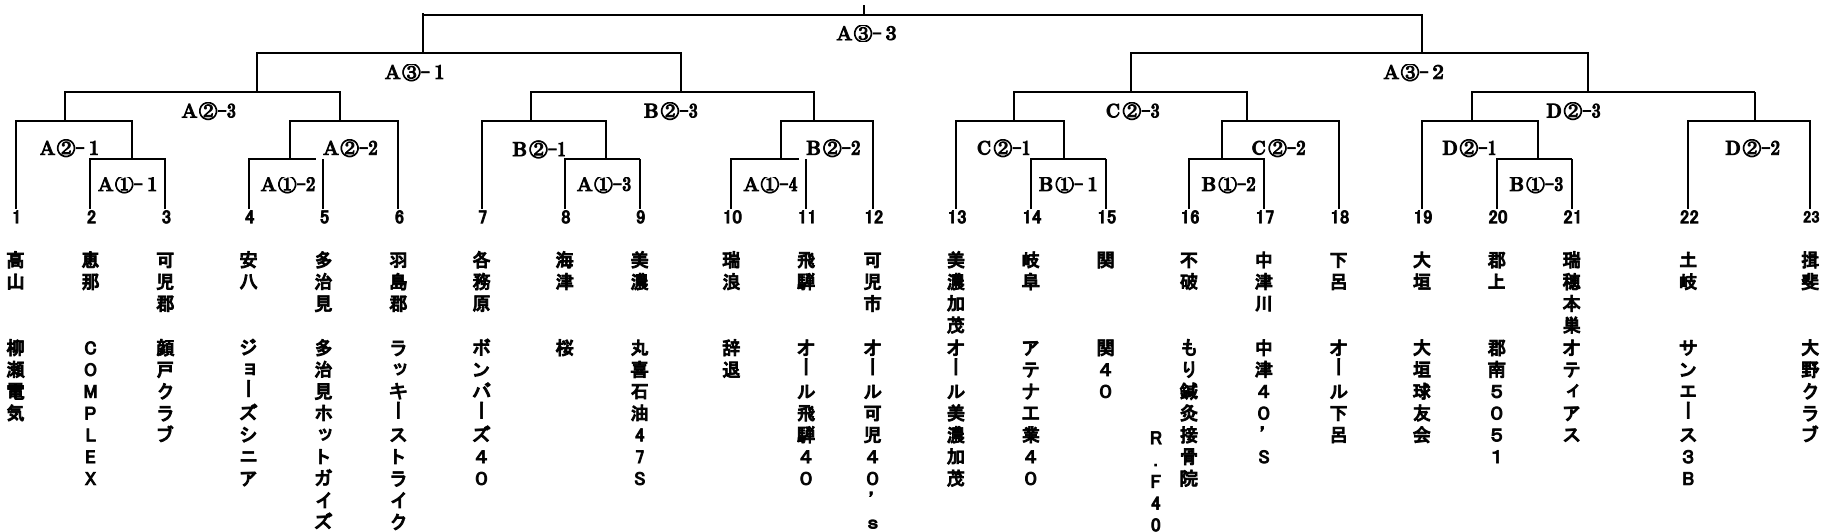 A③-3
A③-1
A③-2
A②-3
B②-3
C②-3
D②-3
A②-1
A②-2
B②-1
B②-2
C②-1
C②-2
D②-1
D②-2
A①-1
A①-2
A①-3
A①-4
B①-1
B①-2
B①-3
1
2
3
4
5
6
7
8
9
10
11
12
13
14
15
16
17
18
19
20
21
22
23
高山 柳瀬電気
恵那 COMPLEX
可児郡 顔戸クラブ
安八 ジョーズシニア
多治見 多治見ホットガイズ
羽島郡 ラッキーストライク
各務原 ボンバーズ40
海津 桜
美濃 丸喜石油47S
瑞浪 辞退
飛騨 オール飛騨40
可児市 オール可児40’s
美濃加茂 オール美濃加茂
岐阜 アテナ工業40
関 関40
不破 もり鍼灸接骨院
R.F40
中津川 中津40’S
下呂 オール下呂
大垣 大垣球友会
郡上 郡南5051
瑞穂本巣 オティアス
土岐 サンエース3B
揖斐 大野クラブ